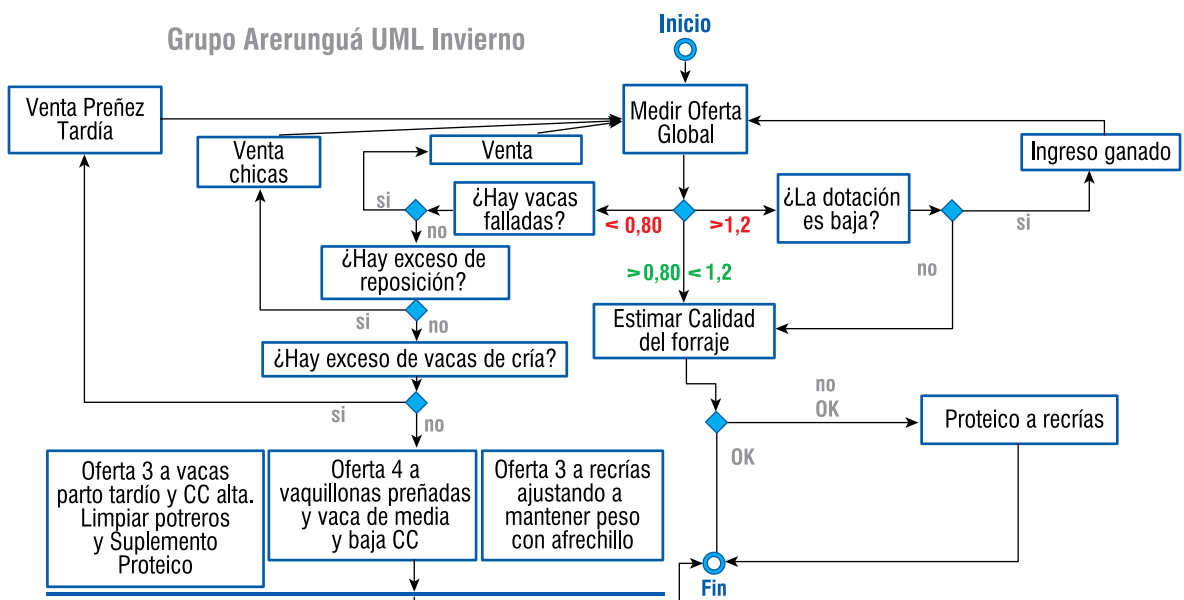 Grupo Arerunguá UML Invierno
Inicio
Venta Preñez
Tardía
Medir Oferta
Global
Venta
chicas
Venta
Ingreso ganado
si
¿Hay vacas
falladas?
< 0,80
>1,2
¿La dotación
es baja?
si
no
¿Hay exceso de
reposición?
>0,80 <1,2
no
si
no
Estimar Calidad
del forraje
¿Hay exceso de vacas de cría?
si
no
no
OK
Proteico a recrías
OK
Oferta 3 a vacas
parto tardío y CC alta.
Limpiar potreros
y Suplemento
Proteico
Oferta 4 a
vaquillonas preñadas
y vaca de media
y baja CC
Oferta 3 a recrías
ajustando a
mantener peso
con afrechillo
Fin